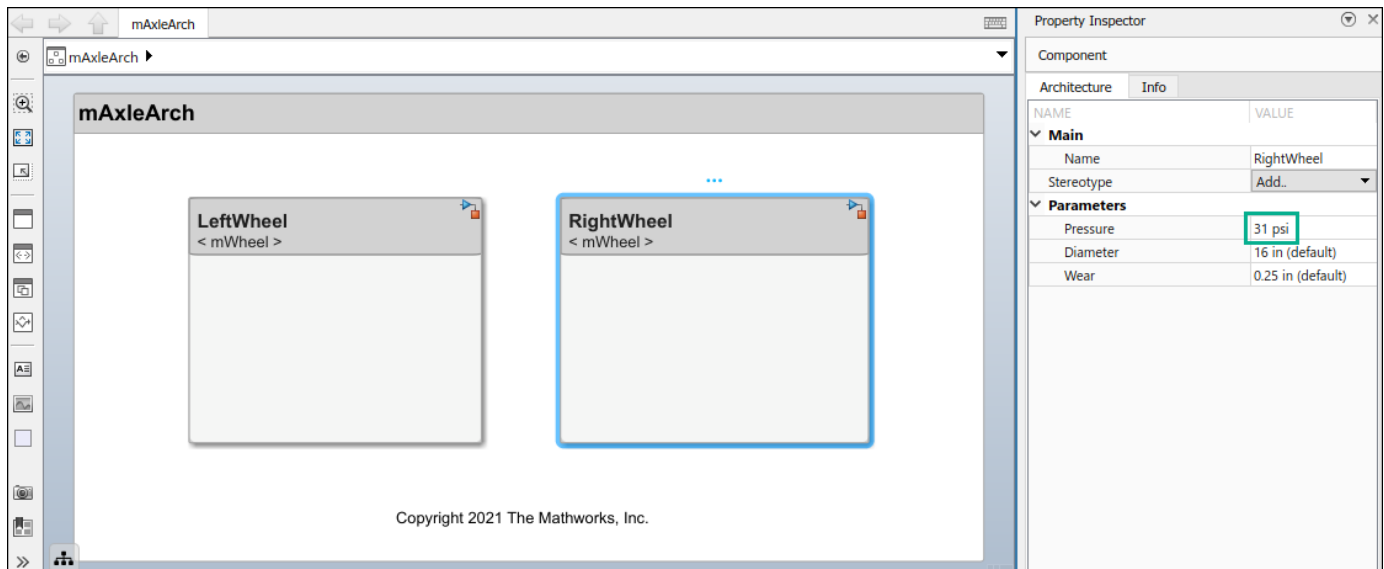 mAxleArch
mAxleArch
mAxleArch
LeftWheel
< mWheel >
RightWheel
< mWheel >
Copyright 2021 The Mathworks, Inc.
Property Inspector
Component
Architecture Info
NAME VALUE
Main
Name RightWheel
Stereotype Add..
Parameters
Pressure 31 psi
Diameter 16 in (default)
Wear 0.25 in (default)